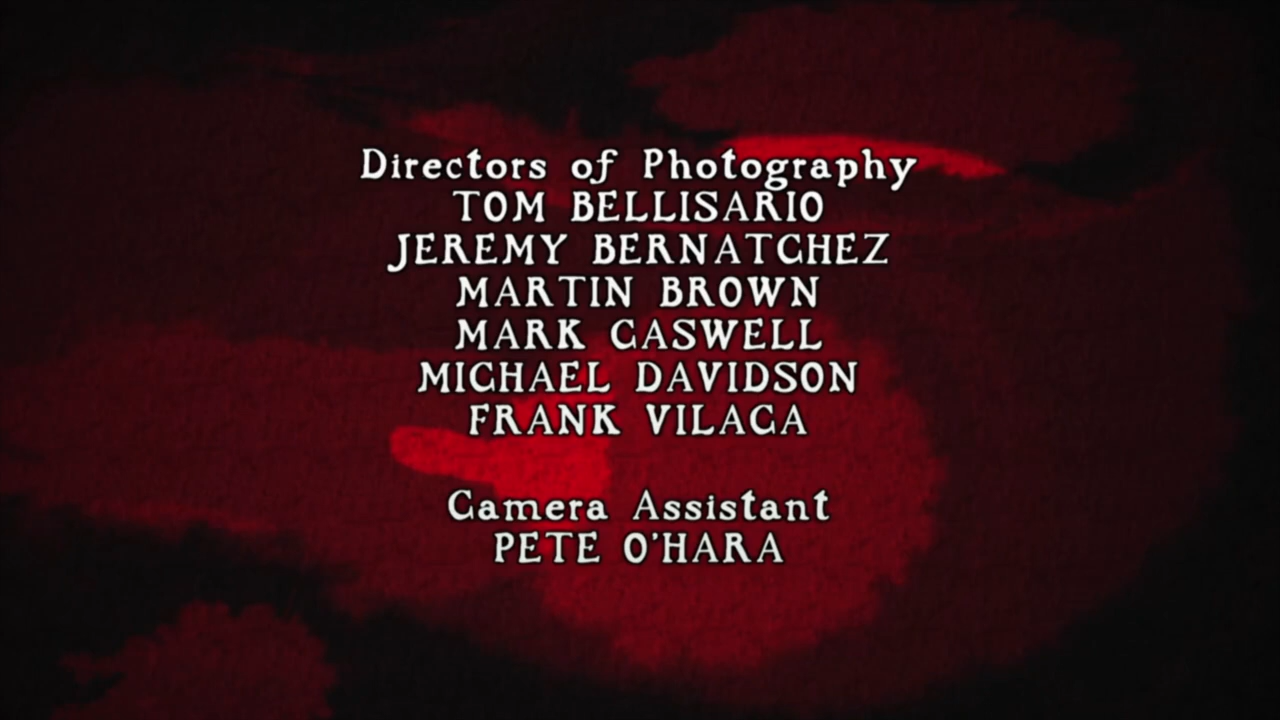 Directors of Photography
TOM BELLISARIO
JEREMY BERNATCHEZ
MARTIN BROWN
MARK CASWELL
MICHAEL DAVIDSON
FRANK VILACA
Camera Assistant
PETE O'HARA